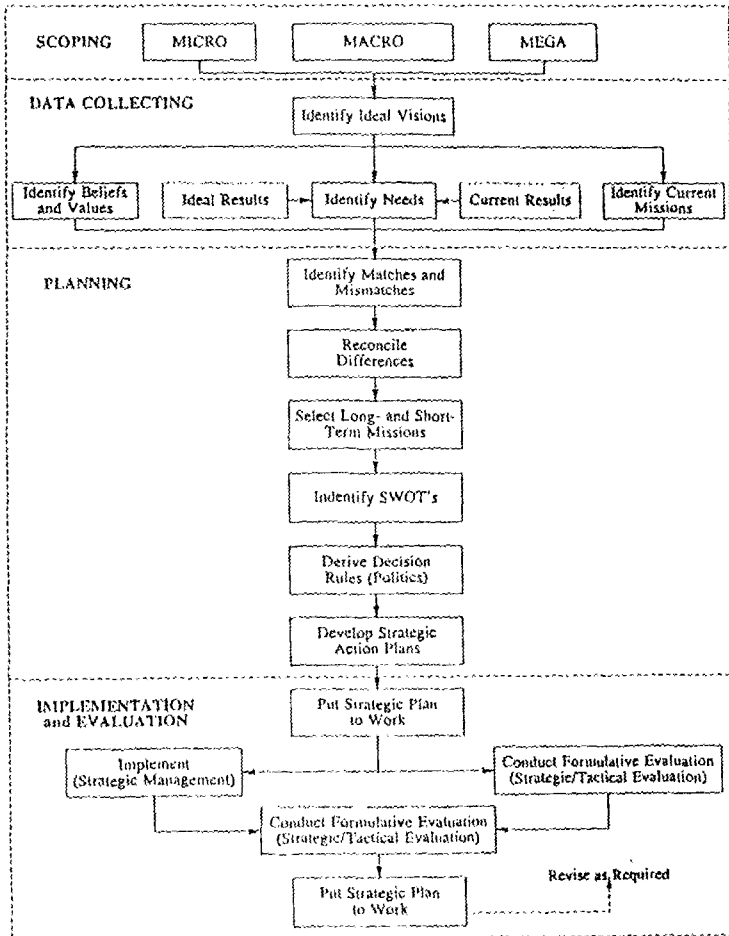 SCOPING
MICRO
MACRO
MEGA
DATA COLLECTING
Identify Ideal Visions
Identify Beliefs
and Values
Ideal Results
Identify Needs
Current Results
Identify Current
Missions
PLANNING
Identify Matches and
Mismatches
Reconcile
Differences
Select Long- and Short-
Term Missions
Indentify SWOT's
Derive Decision
Rules (Politics)
Develop Strategic
Action Plans
IMPLEMENTATION
and EVALUATION
Put Strategic Plan
to Work
Implement
(Strategic Management)
Conduct Formulative Evaluation
(Strategic/Tactical Evaluation)
Conduct Formulative Evaluation
(Strategic/Tactical Evaluation)
Revise as Required
Put Strategic Plan
to Work